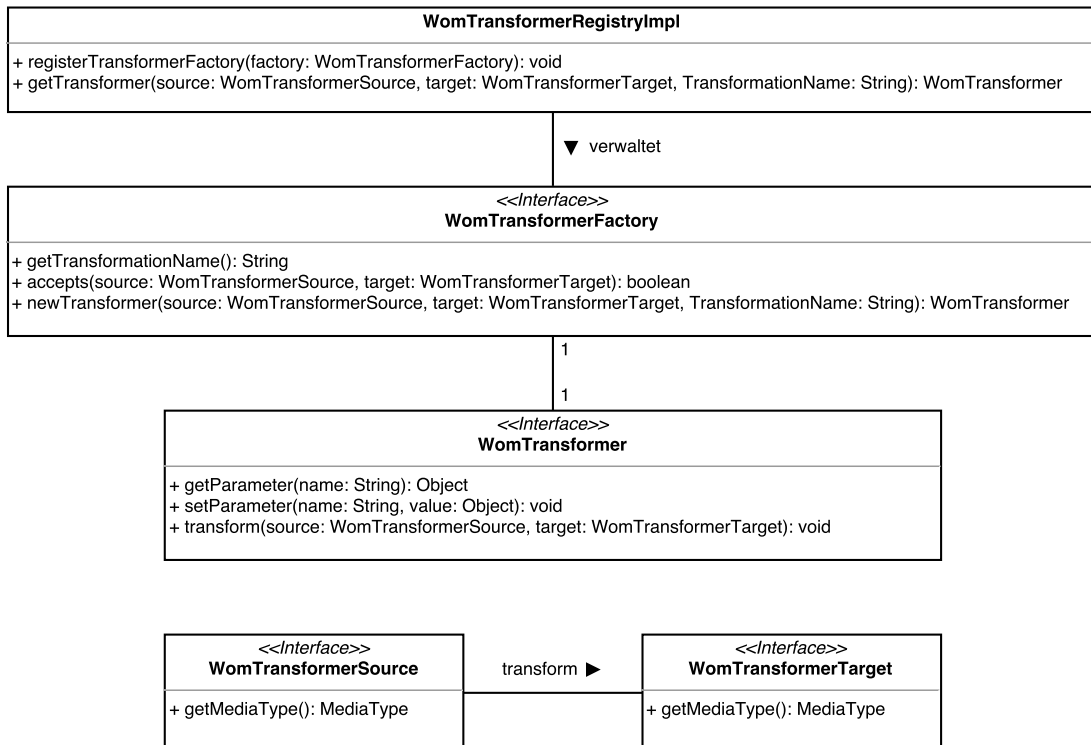 WomTransformerRegistryImpl
+ registerTransformerFactory(factory: WomTransformerFactory): void
+ getTransformer(source: WomTransformerSource, target: WomTransformerTarget, TransformationName: String): WomTransformer
▼ verwaltet
<<Interface>>
WomTransformerFactory
+ getTransformationName(): String
+ accepts(source: WomTransformerSource, target: WomTransformerTarget): boolean
+ newTransformer(source: WomTransformerSource, target: WomTransformerTarget, TransformationName: String): WomTransformer
1
1
<<Interface>>
WomTransformer
+ getParameter(name: String): Object
+ setParameter(name: String, value: Object): void
+ transform(source: WomTransformerSource, target: WomTransformerTarget): void
<<Interface>>
WomTransformerSource
+ getMediaType(): MediaType
transform ▶
<<Interface>>
WomTransformerTarget
+ getMediaType(): MediaType